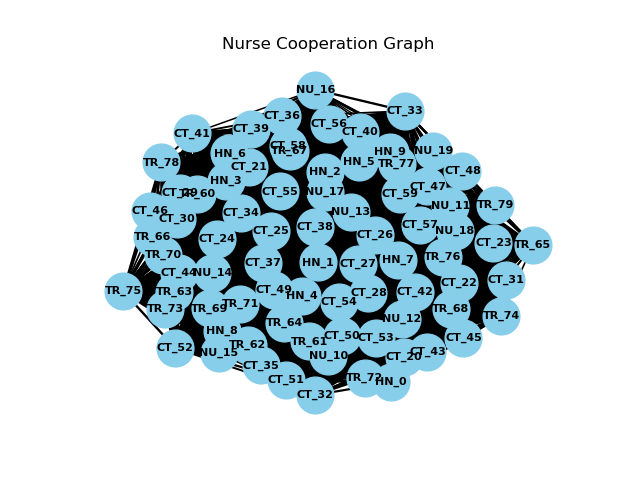 Nurse Cooperation Graph
NU_16
CT_33
CT_36
CT_56
CT_39
CT_41
CT_40
CT_58
TR_67
HN_9
NU_19
HN_6
TR_78
HN_5
TR_77
CT_21
HN_2
CT_48
HN_3
CT_47
CT_55
NU_17
CT_59
TR_60
TR_79
NU_11
CT_46
CT_34
NU_13
CT_30
CT_57
CT_38
CT_25
NU_18
CT_26
TR_66
CT_24
CT_23
TR_65
TR_70
TR_76
HN_7
HN_1
CT_37
CT_27
CT_44
NU_14
CT_31
CT_22
TR_75
TR_63
CT_49
CT_28
CT_42
HN_4
CT_54
TR_71
TR_73
TR_69
TR_68
TR_74
NU_12
TR_64
HN_8
CT_50
CT_53
CT_45
TR_61
TR_62
CT_52
NU_15
CT_43
NU_10
CT_20
CT_35
TR_72
CT_51
HN_0
CT_32